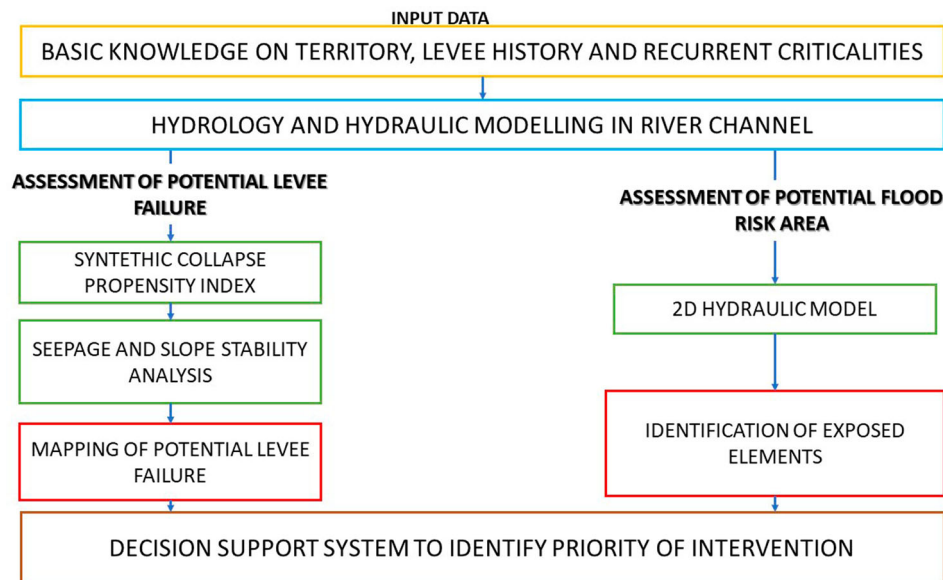 INPUT DATA
BASIC KNOWLEDGE ON TERRITORY, LEVEE HISTORY AND RECURRENT CRITICALITIES
HYDROLOGY AND HYDRAULIC MODELLING IN RIVER CHANNEL
ASSESSMENT OF POTENTIAL LEVEE
FAILURE
SYNTETHIC COLLAPSE
PROPENSITY INDEX
SEEPAGE AND SLOPE STABILITY
ANALYSIS
MAPPING OF POTENTIAL LEVEE
FAILURE
ASSESSMENT OF POTENTIAL FLOOD
RISK AREA
2D HYDRAULIC MODEL
IDENTIFICATION OF EXPOSED
ELEMENTS
DECISION SUPPORT SYSTEM TO IDENTIFY PRIORITY OF INTERVENTION